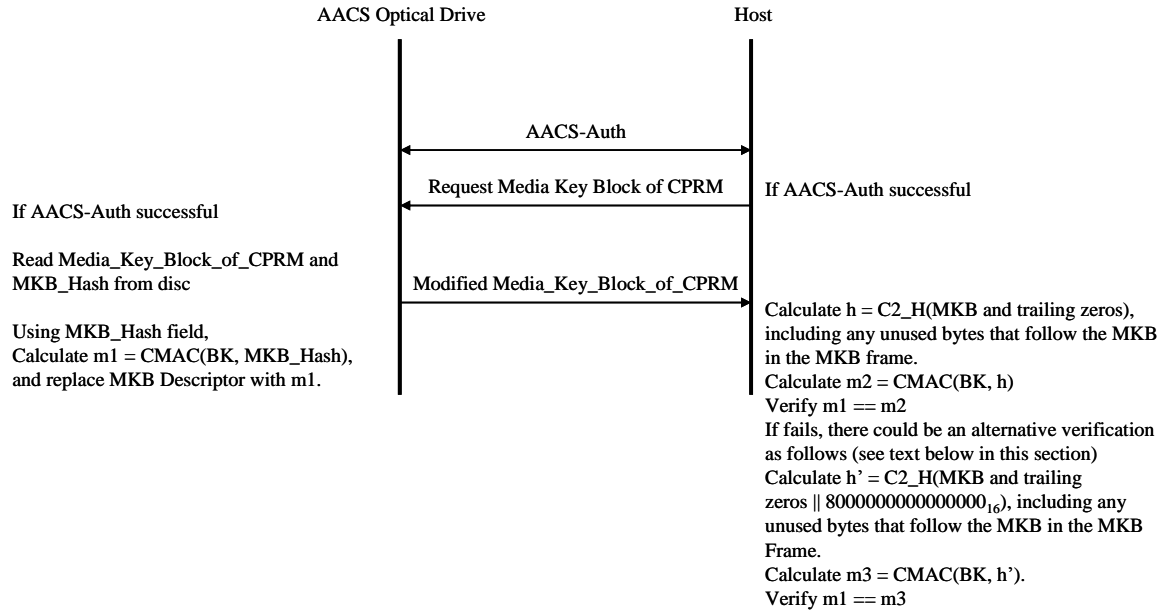 AACS Optical Drive
Host
AACS-Auth
Request Media Key Block of CPRM
If AACS-Auth successful
If AACS-Auth successful
Read Media_Key_Block_of_CPRM and
MKB_Hash from disc
Modified Media_Key_Block_of_CPRM
Using MKB_Hash field,
Calculate m1 = CMAC(BK, MKB_Hash),
and replace MKB Descriptor with m1.
Calculate h = C2_H(MKB and trailing zeros),
including any unused bytes that follow the MKB
in the MKB frame.
Calculate m2 = CMAC(BK, h)
Verify m1 == m2
If fails, there could be an alternative verification
as follows (see text below in this section)
Calculate h’ = C2_H(MKB and trailing
zeros || 8000000000000000₁₆), including any
unused bytes that follow the MKB in the MKB
Frame.
Calculate m3 = CMAC(BK, h’).
Verify m1 == m3